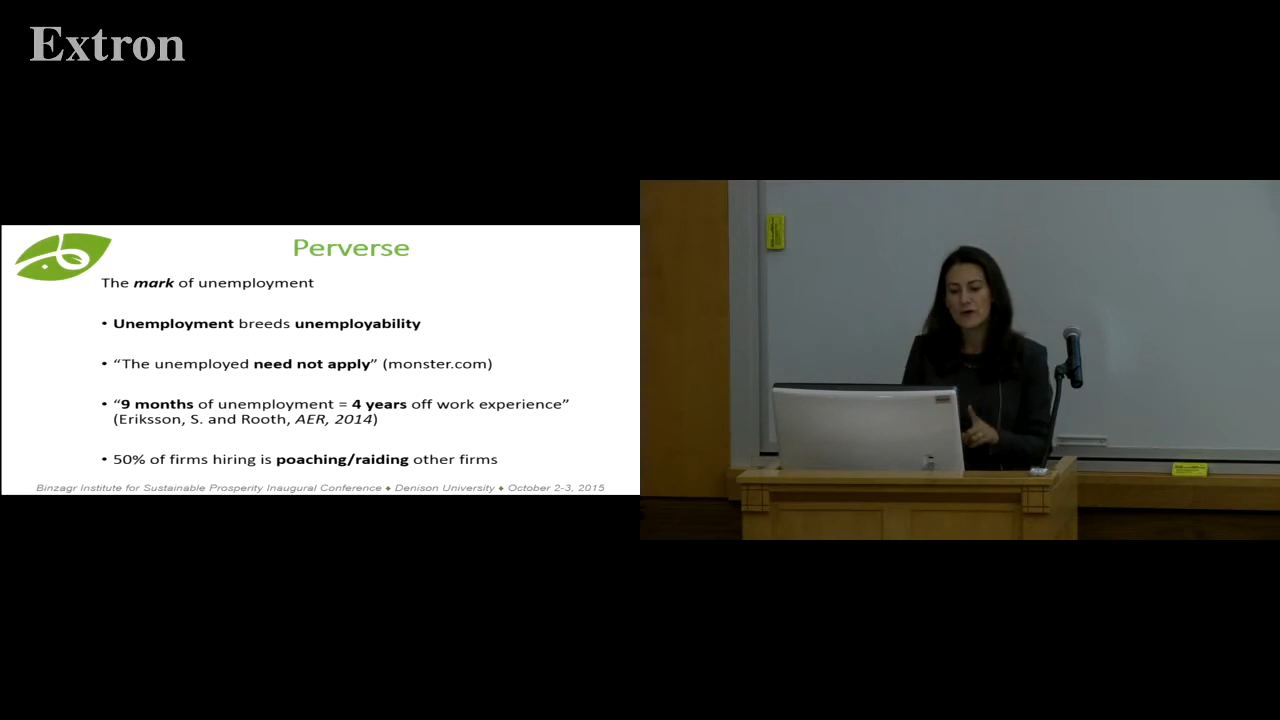 Extron
Perverse
The mark of unemployment
• Unemployment breeds unemployability
• “The unemployed need not apply” (monster.com)
• “9 months of unemployment = 4 years off work experience”
(Eriksson, S. and Rooth, AER, 2014)
• 50% of firms hiring is poaching/raiding other firms
Binzagr Institute for Sustainable Prosperity Inaugural Conference ♦ Denison University ♦ October 2-3, 2015